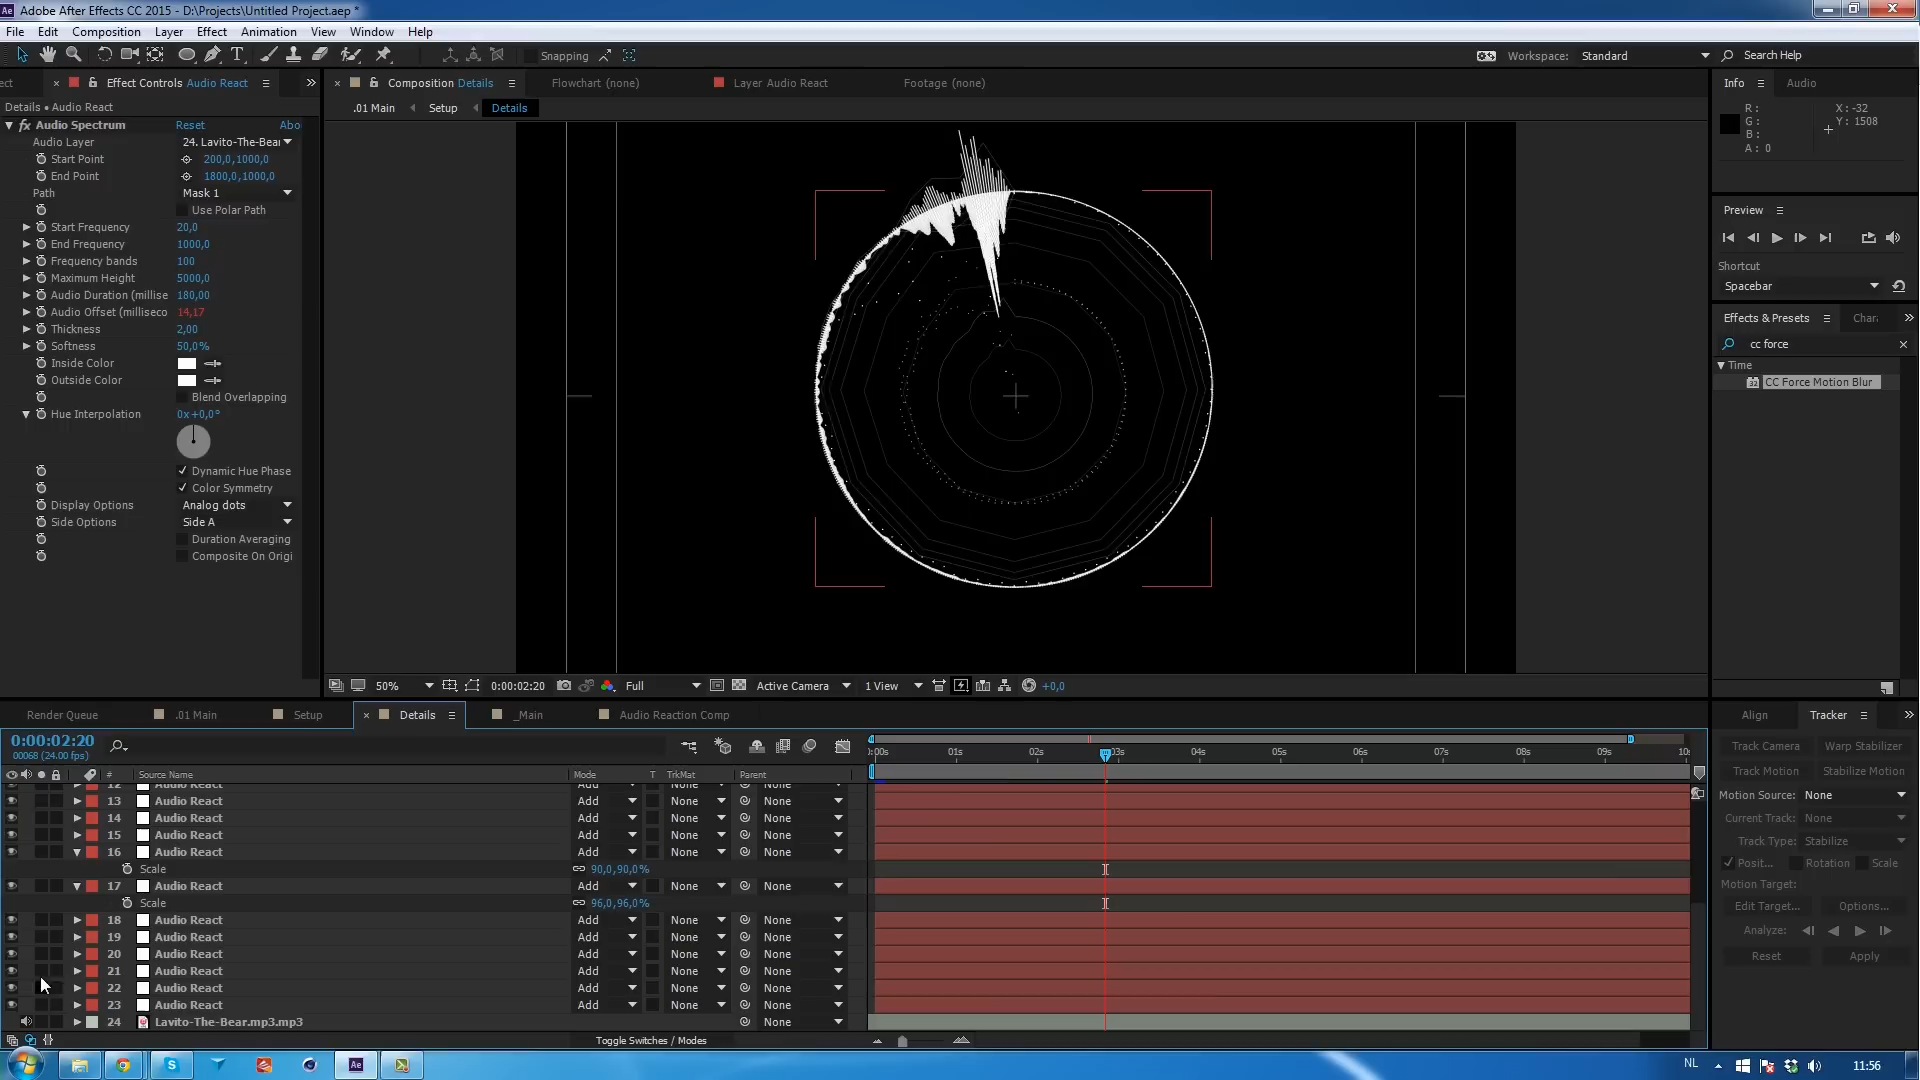 Adobe After Effects CC 2015 - D:\Projects\Untitled Project.aep *
File Edit Composition Layer Effect Animation View Window Help
Snapping
Workspace: Standard
Search Help
Effect Controls Audio React
Composition Details
Flowchart (none)
Layer Audio React
Footage (none)
Info
Audio
Details • Audio React
.01 Main
Setup
Details
R:
G:
B:
A: 0
X: -32
Y: 1508
fx Audio Spectrum Reset Abo
Audio Layer 24. Lavito-The-Bear
Start Point 200,0,1000,0
End Point 1800,0,1000,0
Path Mask 1
Use Polar Path
Start Frequency 20,0
End Frequency 1000,0
Frequency bands 100
Maximum Height 5000,0
Audio Duration (millise 180,00
Audio Offset (milliseco 14,17
Thickness 2,00
Softness 50,0%
Inside Color
Outside Color
Blend Overlapping
Hue Interpolation 0x+0,0°
Dynamic Hue Phase
Color Symmetry
Display Options Analog dots
Side Options Side A
Duration Averaging
Composite On Origi
Preview
Shortcut
Spacebar
Effects & Presets
Chara
cc force
Time
CC Force Motion Blur
50%
0:00:02:20
Full
Active Camera
1 View
+0,0
Render Queue
.01 Main
Setup
Details
_Main
Audio Reaction Comp
Align
Tracker
0:00:02:20
00068 (24.00 fps)
:00s 01s 02s 03s 04s 05s 06s 07s 08s 09s 10s
# Source Name Mode T TrkMat Parent
12 Audio React
13 Audio React Add None None
14 Audio React Add None None
15 Audio React Add None None
16 Audio React Add None None
Scale 90,0,90,0%
17 Audio React Add None None
Scale 96,0,96,0%
18 Audio React Add None None
19 Audio React Add None None
20 Audio React Add None None
21 Audio React Add None None
22 Audio React Add None None
23 Audio React Add None None
24 Lavito-The-Bear.mp3.mp3 None
Toggle Switches / Modes
Track Camera Warp Stabilizer
Track Motion Stabilize Motion
Motion Source: None
Current Track: None
Track Type: Stabilize
Posit... Rotation Scale
Motion Target:
Edit Target... Options...
Analyze:
Reset Apply
NL
11:56